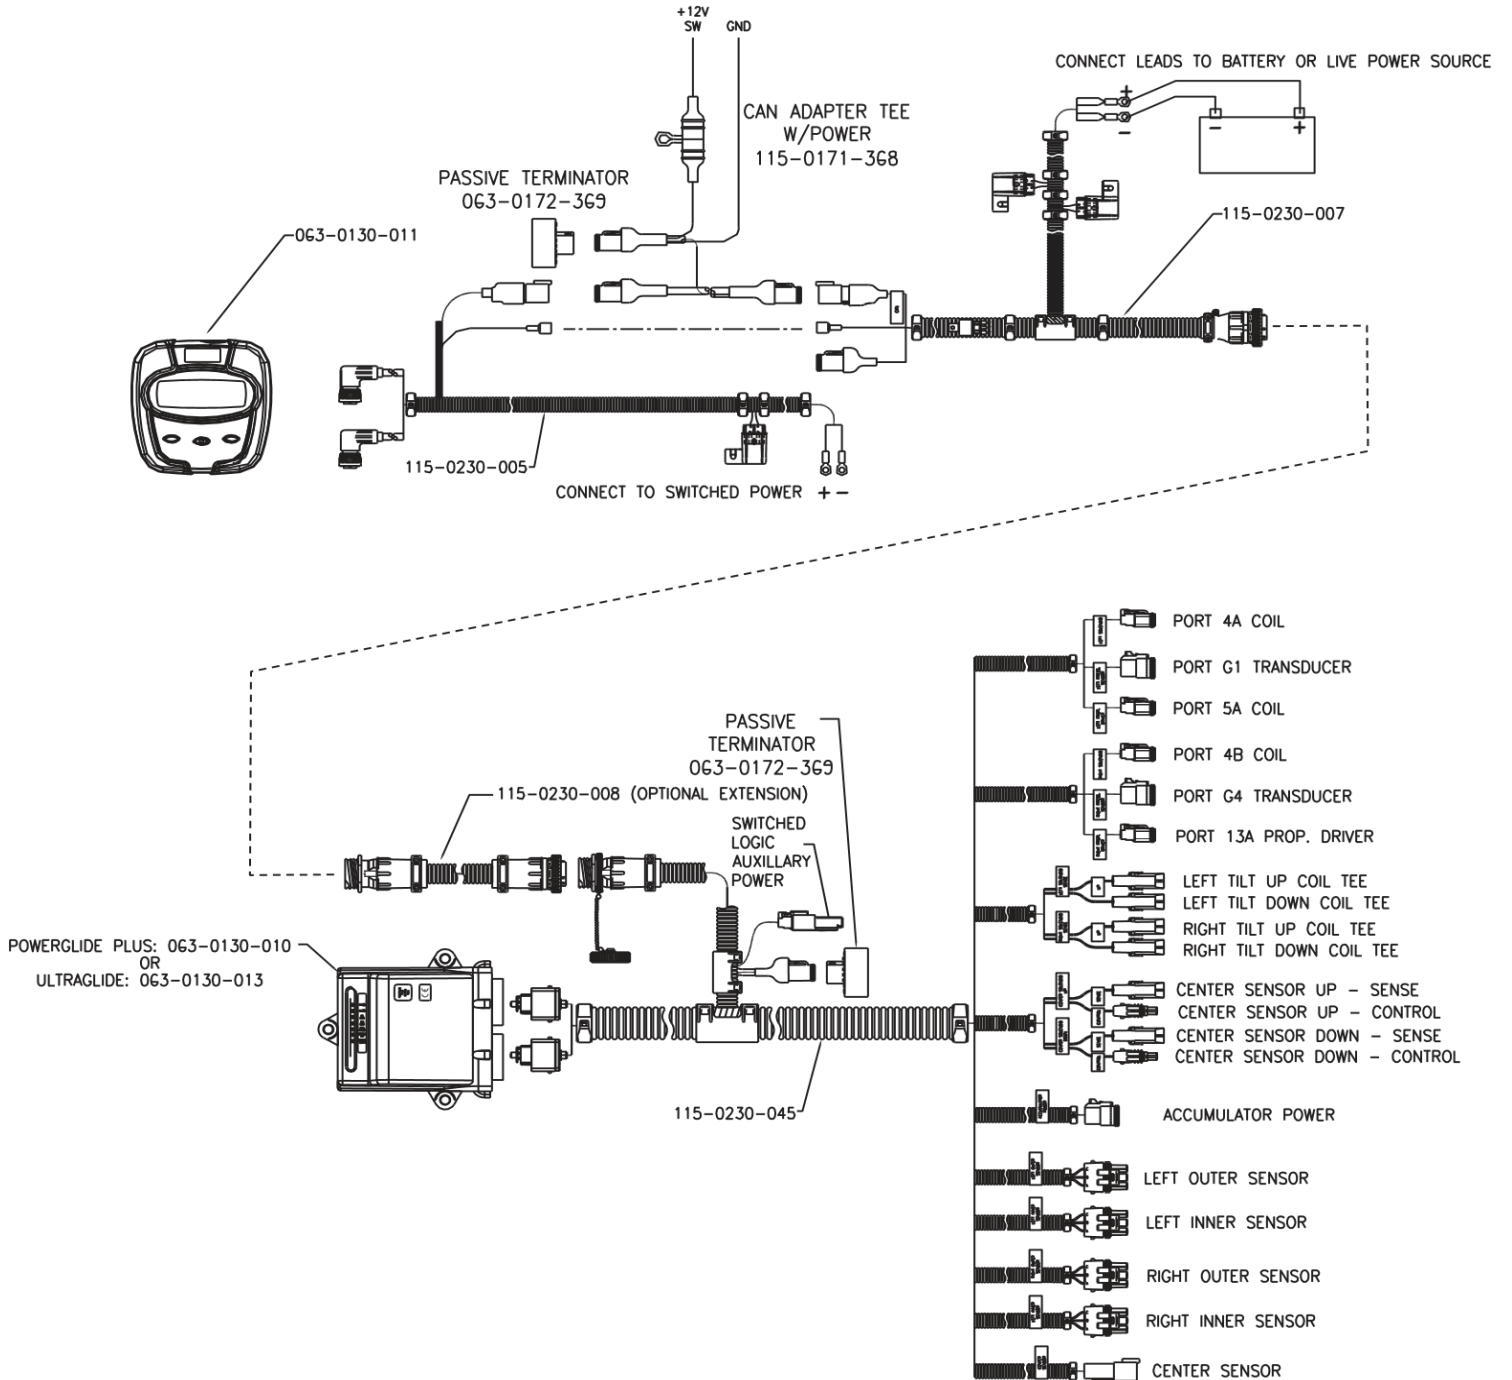 +12V
SW
GND
CONNECT LEADS TO BATTERY OR LIVE POWER SOURCE
+
-
- +
CAN ADAPTER TEE
W/POWER
115-0171-368
PASSIVE TERMINATOR
063-0172-369
063-0130-011
115-0230-007
115-0230-005
CONNECT TO SWITCHED POWER + -
PORT 4A COIL
PORT G1 TRANSDUCER
PORT 5A COIL
PORT 4B COIL
PORT G4 TRANSDUCER
PORT 13A PROP. DRIVER
PASSIVE
TERMINATOR
063-0172-369
115-0230-008 (OPTIONAL EXTENSION)
SWITCHED
LOGIC
AUXILLARY
POWER
LEFT TILT UP COIL TEE
LEFT TILT DOWN COIL TEE
RIGHT TILT UP COIL TEE
RIGHT TILT DOWN COIL TEE
POWERGLIDE PLUS: 063-0130-010
OR
ULTRAGLIDE: 063-0130-013
CENTER SENSOR UP - SENSE
CENTER SENSOR UP - CONTROL
CENTER SENSOR DOWN - SENSE
CENTER SENSOR DOWN - CONTROL
115-0230-045
ACCUMULATOR POWER
LEFT OUTER SENSOR
LEFT INNER SENSOR
RIGHT OUTER SENSOR
RIGHT INNER SENSOR
CENTER SENSOR